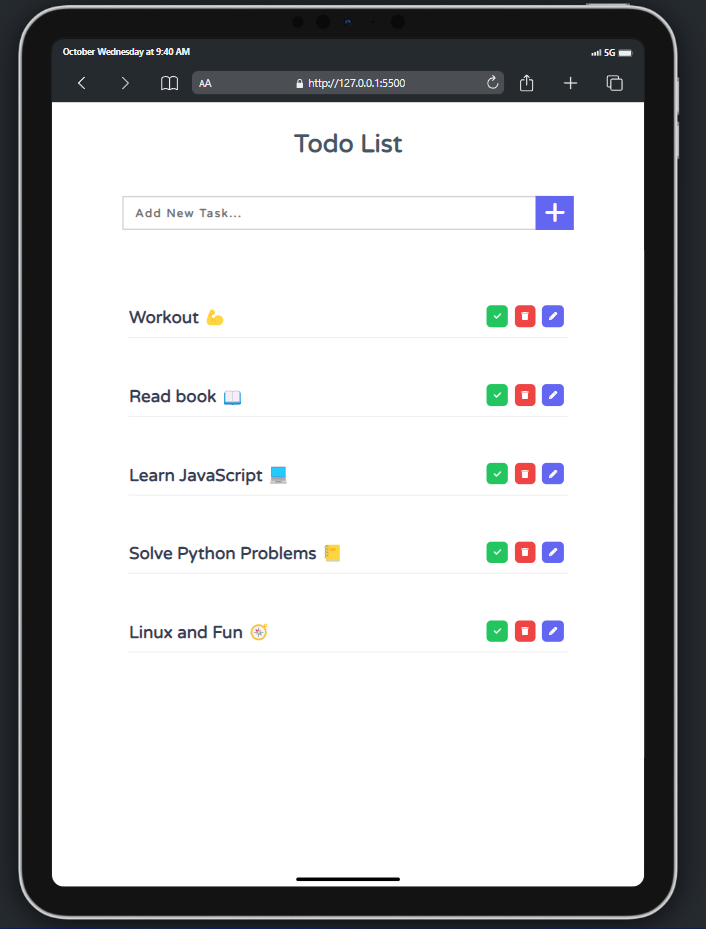 October Wednesday at 9:40 AM
5G
AA
http://127.0.0.1:5500
Todo List
Add New Task...
Workout 💪
Read book 📖
Learn JavaScript 💻
Solve Python Problems 📒
Linux and Fun 🧭